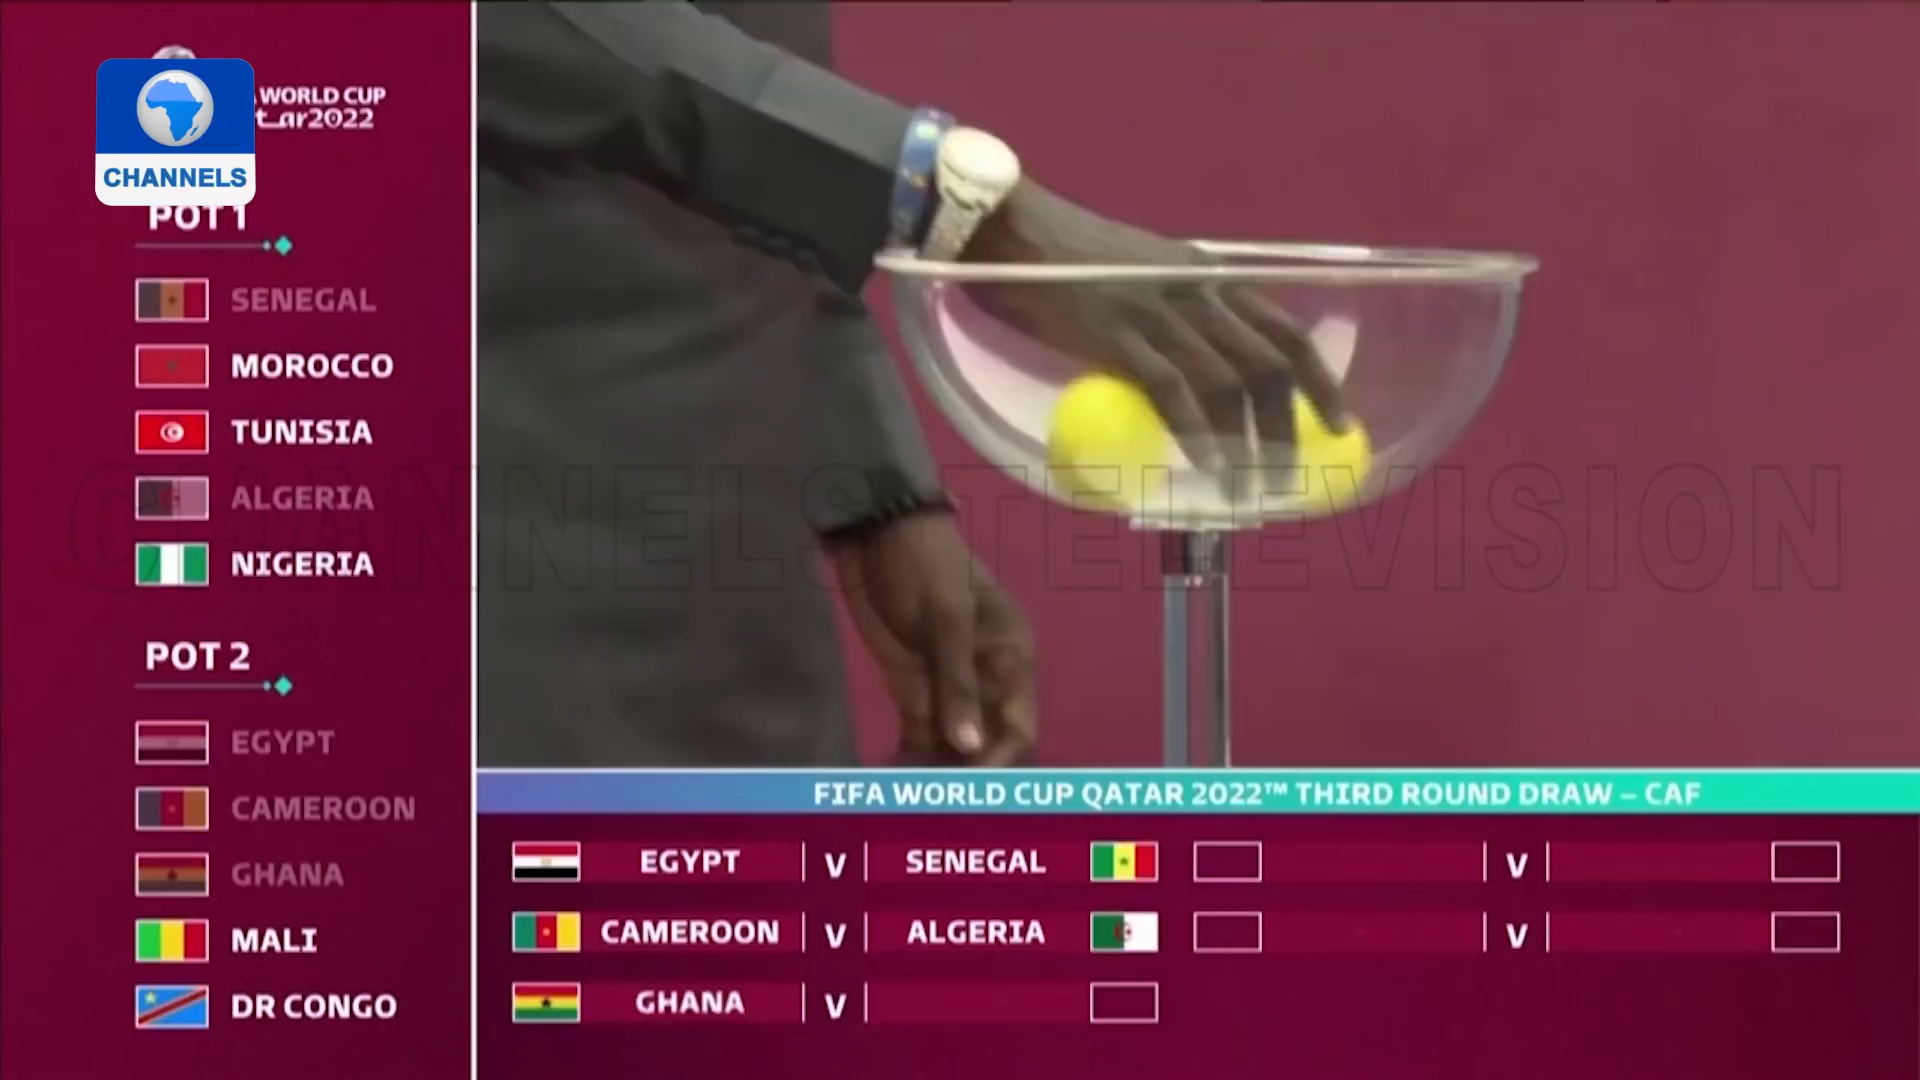 WORLD CUP
ar2022
CHANNELS
POT 1
SENEGAL
MOROCCO
TUNISIA
ALGERIA
NIGERIA
POT 2
EGYPT
CAMEROON
GHANA
MALI
DR CONGO
CHANNELS TELEVISION
FIFA WORLD CUP QATAR 2022™ THIRD ROUND DRAW – CAF
EGYPT V SENEGAL V
CAMEROON V ALGERIA V
GHANA V